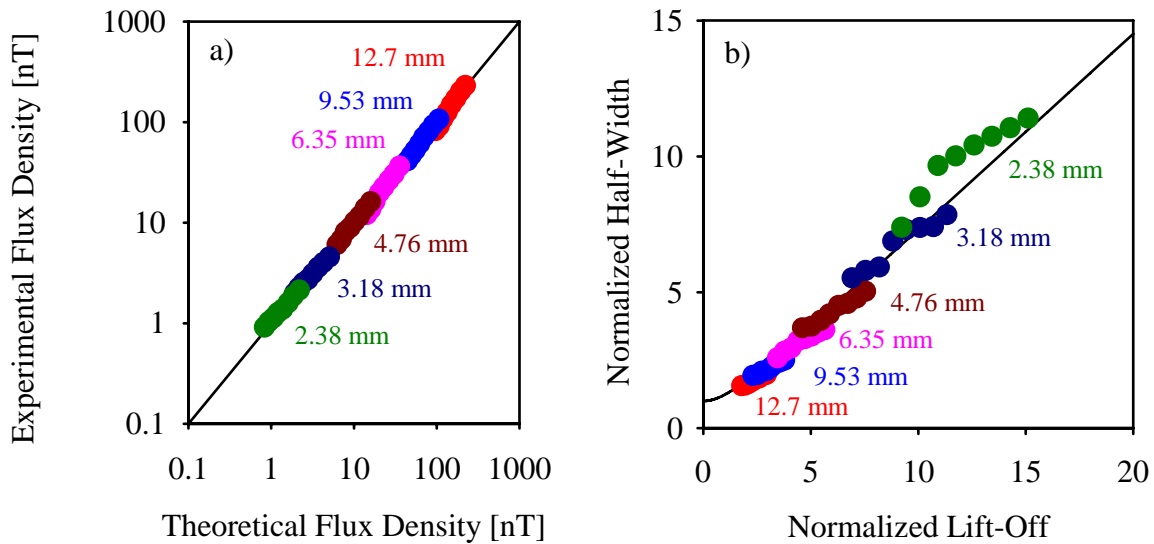 a)
Experimental Flux Density [nT]
1000
100
10
1
0.1
12.7 mm
9.53 mm
6.35 mm
4.76 mm
3.18 mm
2.38 mm
0.1 1 10 100 1000
Theoretical Flux Density [nT]
b)
Normalized Half-Width
15
10
5
0
2.38 mm
3.18 mm
4.76 mm
6.35 mm
9.53 mm
12.7 mm
0 5 10 15 20
Normalized Lift-Off